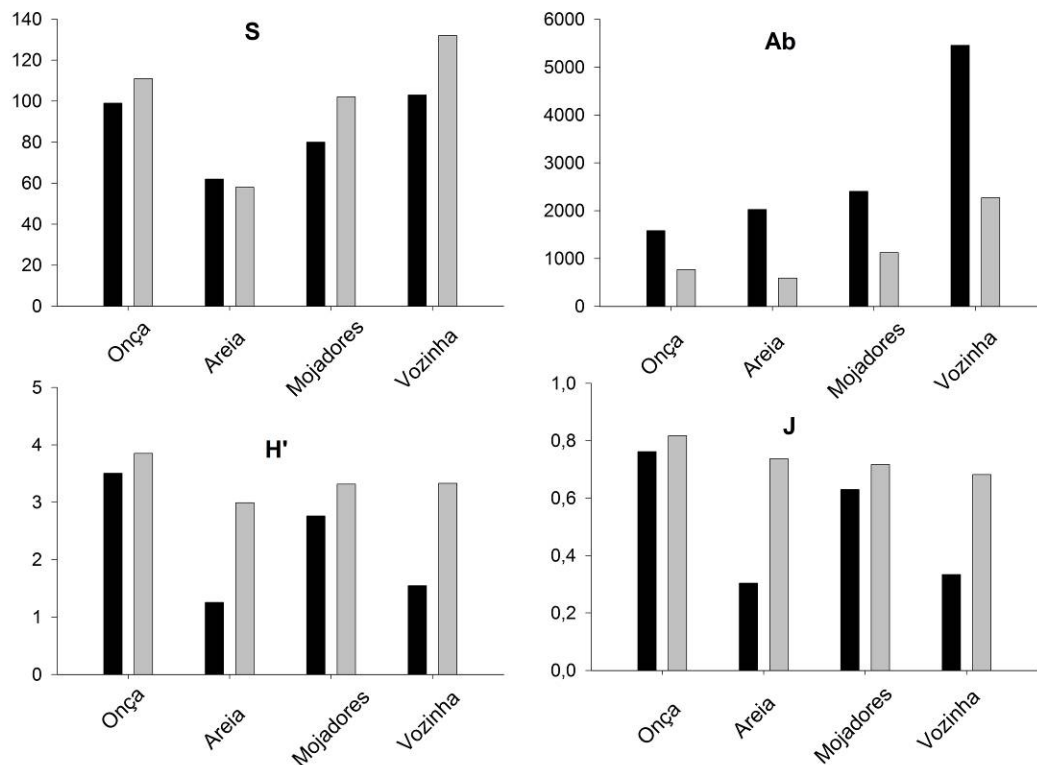 S
140
120
100
80
60
40
20
0
Onça
Areia
Mojadores
Vozinha
Ab
6000
5000
4000
3000
2000
1000
0
Onça
Areia
Mojadores
Vozinha
H'
5
4
3
2
1
0
Onça
Areia
Mojadores
Vozinha
J
1,0
0,8
0,6
0,4
0,2
0,0
Onça
Areia
Mojadores
Vozinha